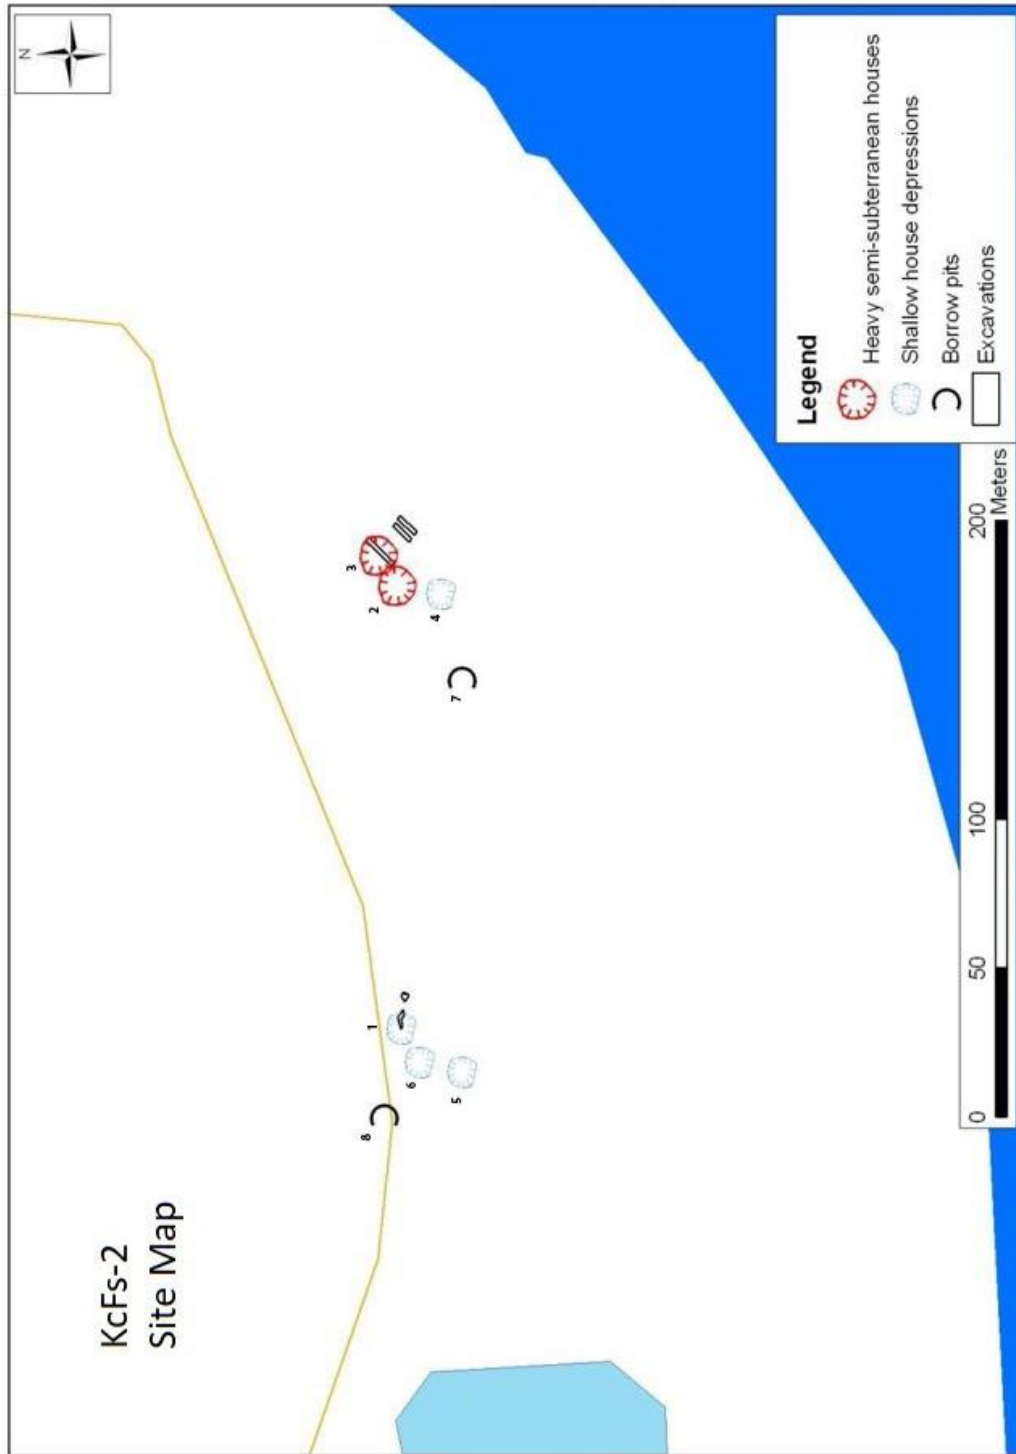 KcFs-2
Site Map
N
8
1
6
5
3
2
4
7
Legend
Heavy semi-subterranean houses
Shallow house depressions
Borrow pits
Excavations
0 50 100 200
Meters